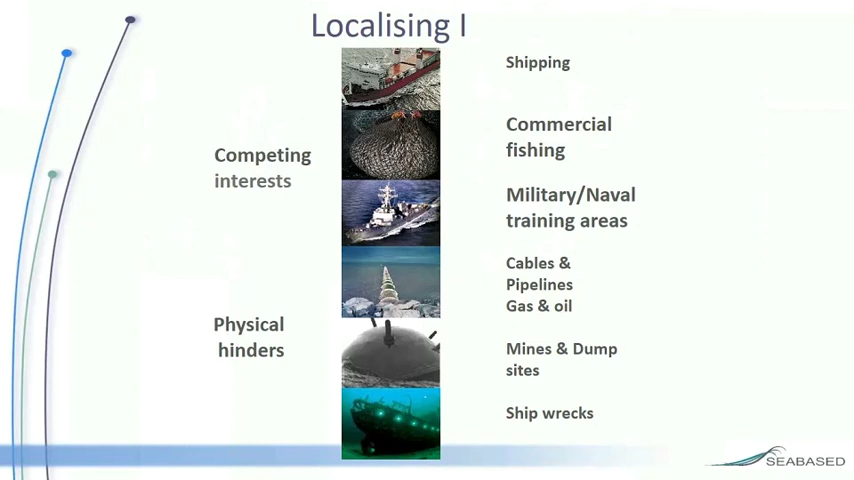 Localising I
Shipping
Competing
interests
Commercial
fishing
Military/Naval
training areas
Physical
hinders
Cables &
Pipelines
Gas & oil
Mines & Dump
sites
Ship wrecks
SEABASED